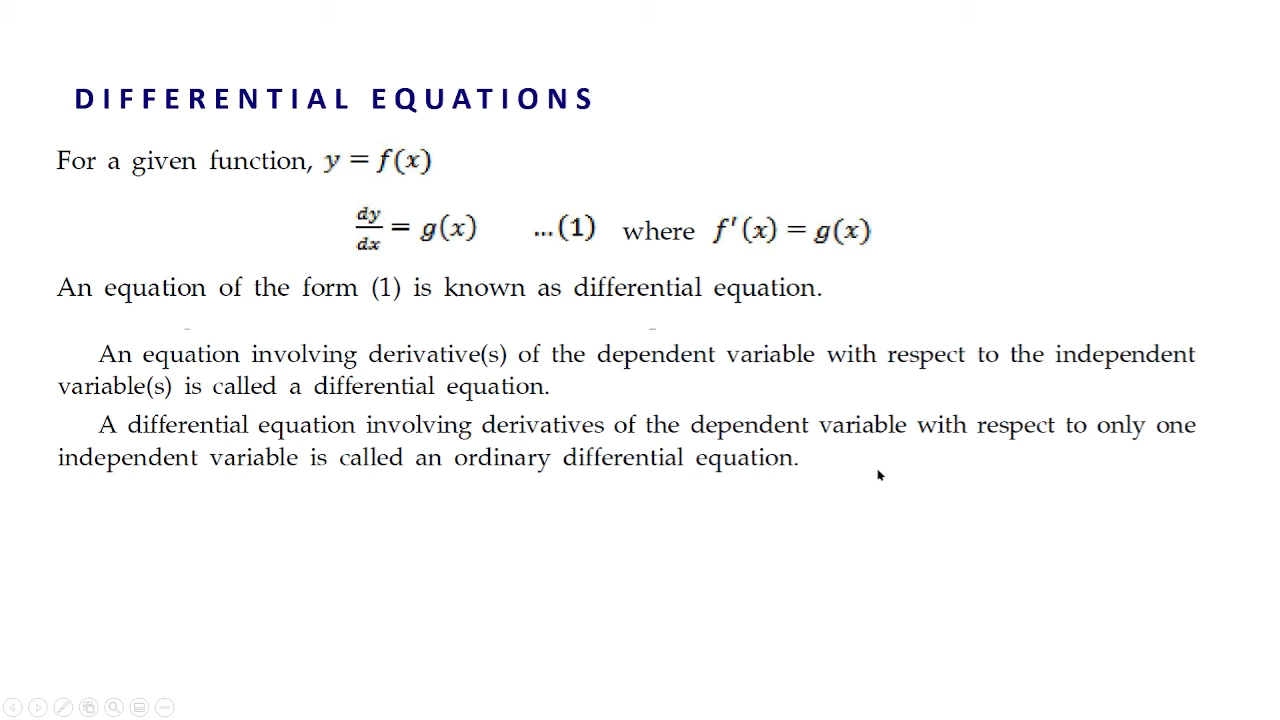 DIFFERENTIAL EQUATIONS
For a given function, y = f(x)
dy/dx = g(x) ...(1) where f'(x) = g(x)
An equation of the form (1) is known as differential equation.
An equation involving derivative(s) of the dependent variable with respect to the independent
variable(s) is called a differential equation.
A differential equation involving derivatives of the dependent variable with respect to only one
independent variable is called an ordinary differential equation.